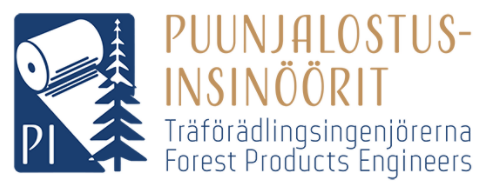 PI
PUUNJALOSTUS-
INSINÖÖRIT
Träförädlingsingenjörerna
Forest Products Engineers